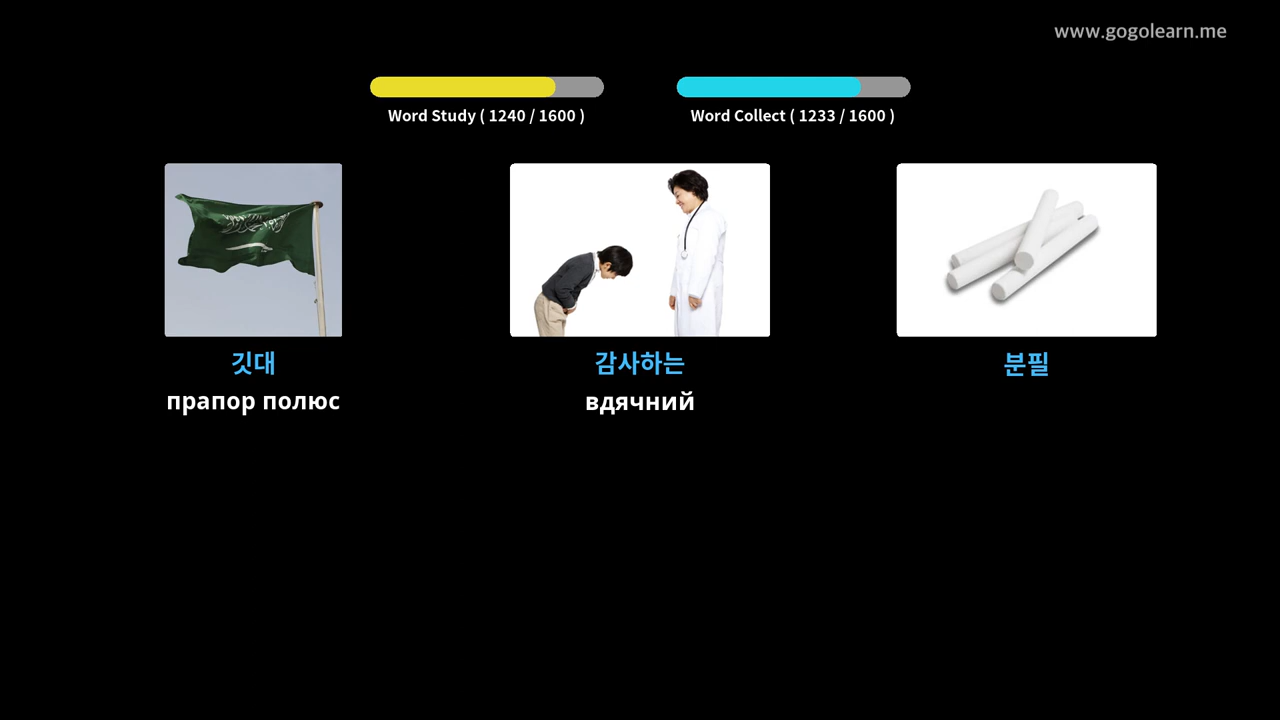 www.gogolearn.me
Word Study ( 1240 / 1600 )
Word Collect ( 1233 / 1600 )
깃대
감사하는
분필
прапор полюс
вдячний